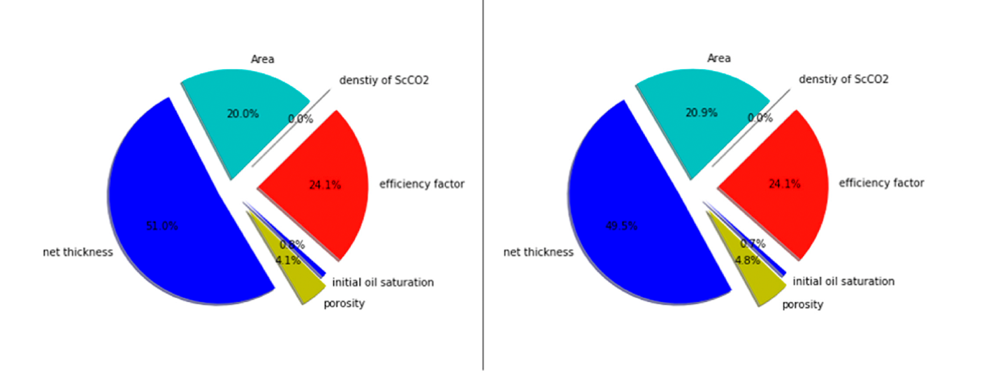 Area
denstiy of ScCO2
20.0%
0.0%
24.1%
efficiency factor
51.0%
0.8%
net thickness
4.1%
initial oil saturation
porosity
Area
denstiy of ScCO2
20.9%
0.0%
24.1%
efficiency factor
49.5%
0.7%
net thickness
4.8%
initial oil saturation
porosity